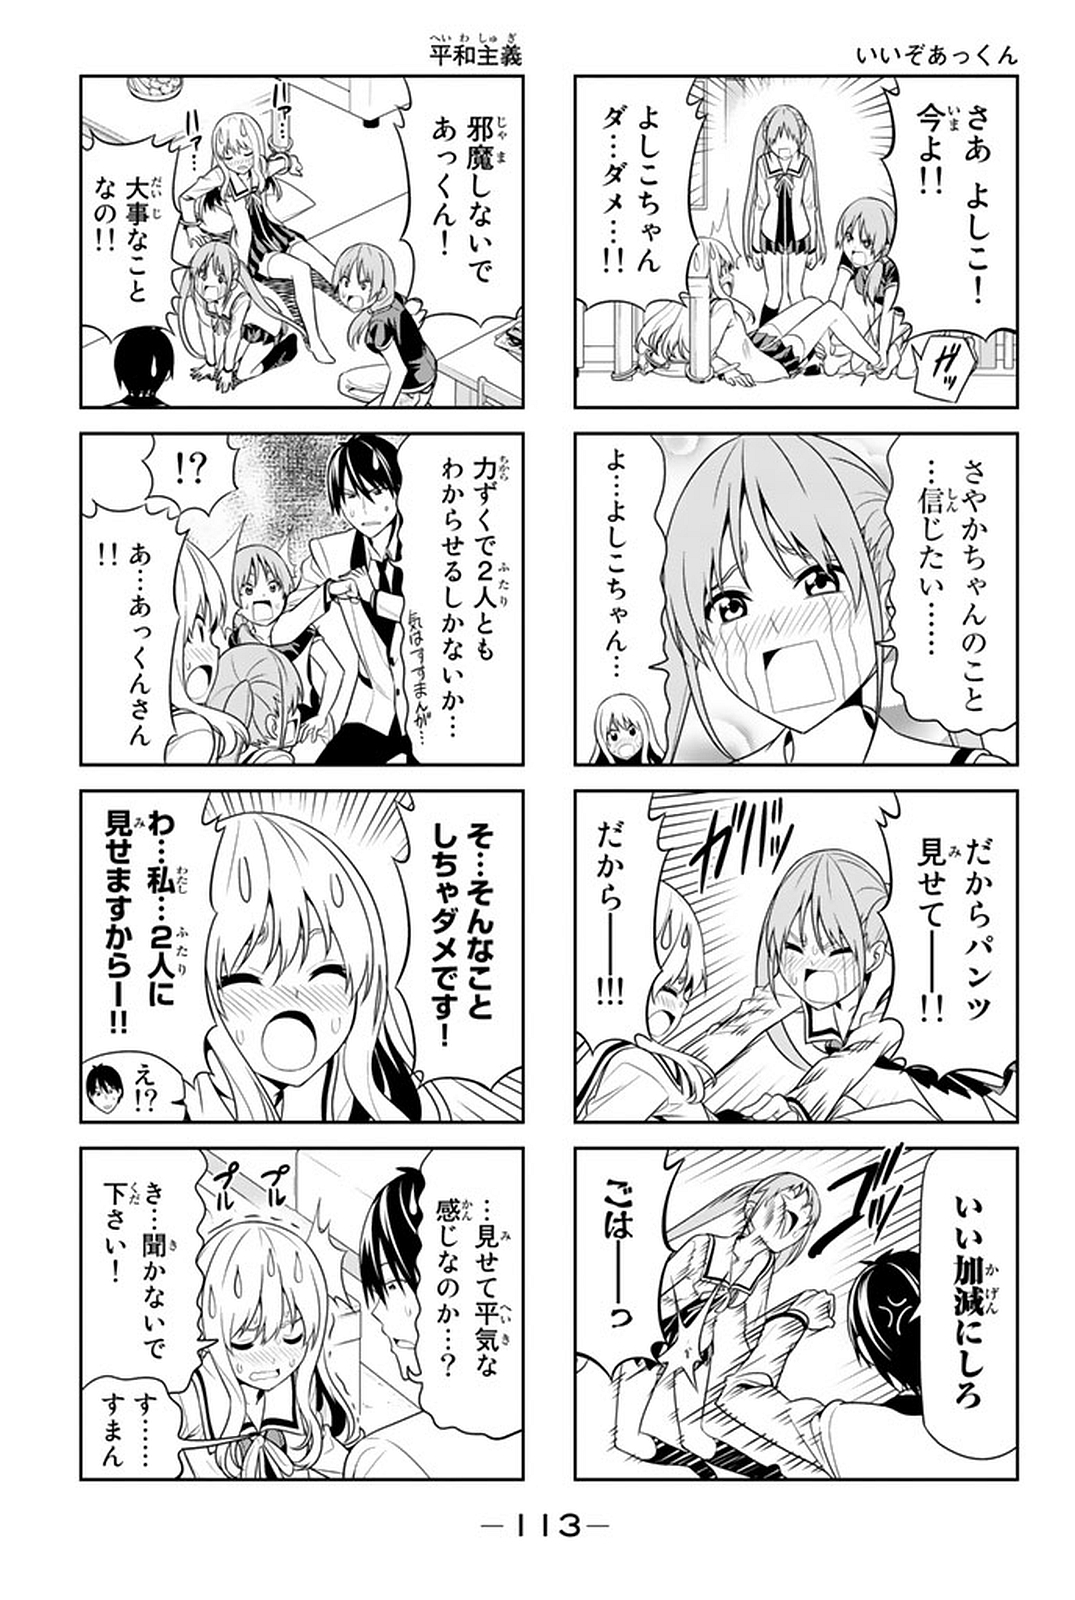 いいぞあっくん
さあ よしこ！
今よ！！
よしこちゃん
ダ…ダメ…！！
ガッ
さやかちゃんのこと
…信じたい……
よ…よしこちゃん…
だからパンツ
見せて――！！
ガバァァ
だから――！！！
いい加減にしろ
ごはーーっ
平和主義
邪魔しないで
あっくん！
ハァ…
ハァ…
大事なこと
なの！！
力ずくで2人とも
わからせるしかないか…
気はすすまんが…
！？
あ…あっくんさん
！！
そ…そんなこと
しちゃダメです！
わ…私…2人に
見せますからー！！
え！？
…見せて平気な
感じなのか…？
プル
プル
き…聞かないで
下さい！
す……
すまん
113